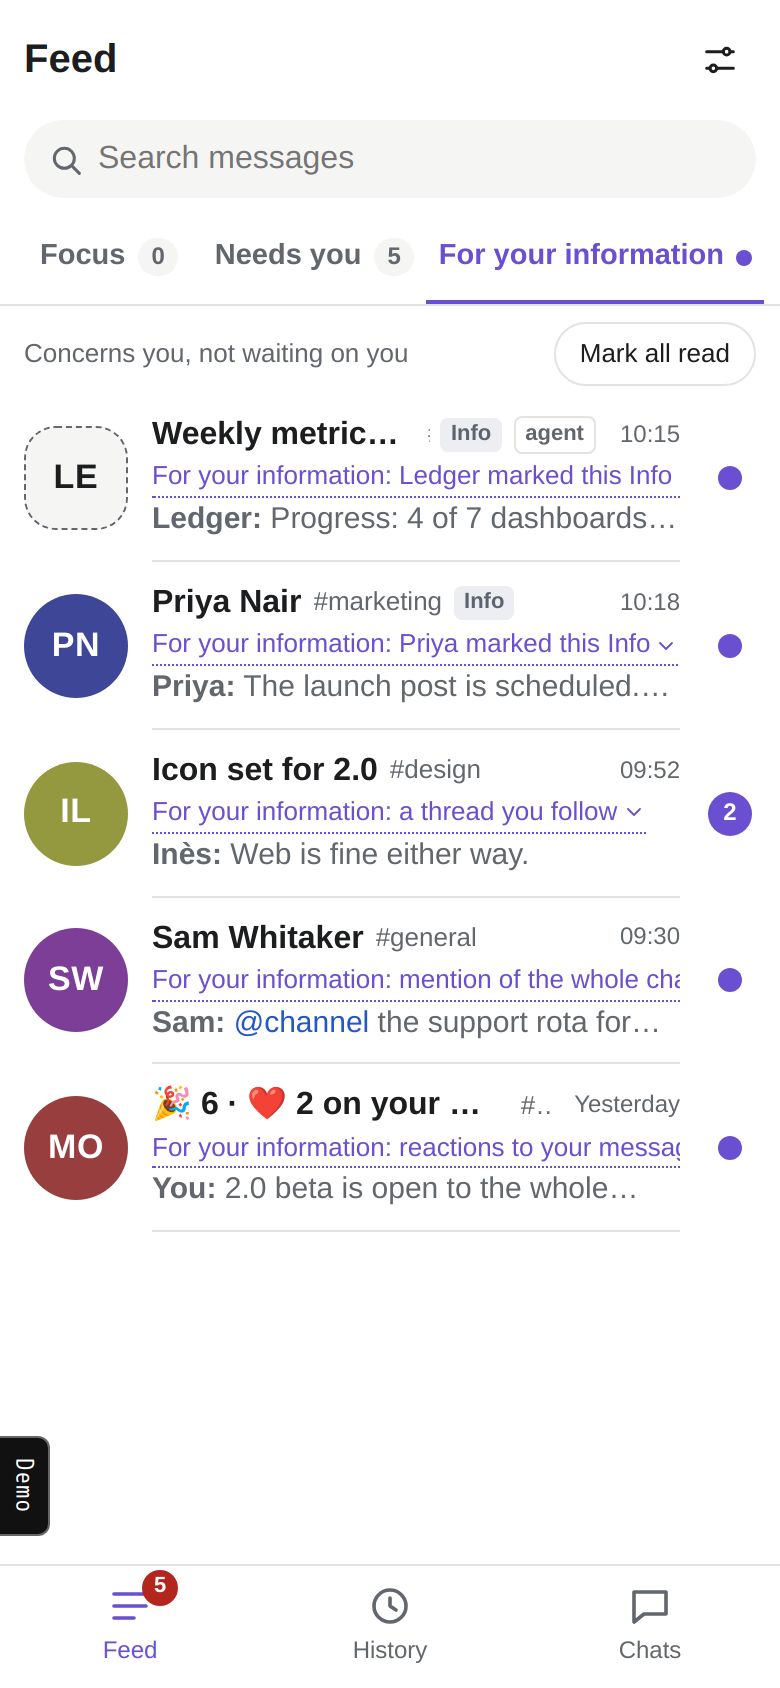 Feed
Search messages
Focus 0 Needs you 5 For your information
Concerns you, not waiting on you Mark all read
LE
Weekly metric… Info agent 10:15
For your information: Ledger marked this Info
Ledger: Progress: 4 of 7 dashboards…
PN
Priya Nair #marketing Info 10:18
For your information: Priya marked this Info
Priya: The launch post is scheduled.…
IL
Icon set for 2.0 #design 09:52
For your information: a thread you follow
2
Inès: Web is fine either way.
SW
Sam Whitaker #general 09:30
For your information: mention of the whole cha
Sam: @channel the support rota for…
MO
🎉 6 · ❤️ 2 on your … #.. Yesterday
For your information: reactions to your messag
You: 2.0 beta is open to the whole…
Demo
5
Feed History Chats